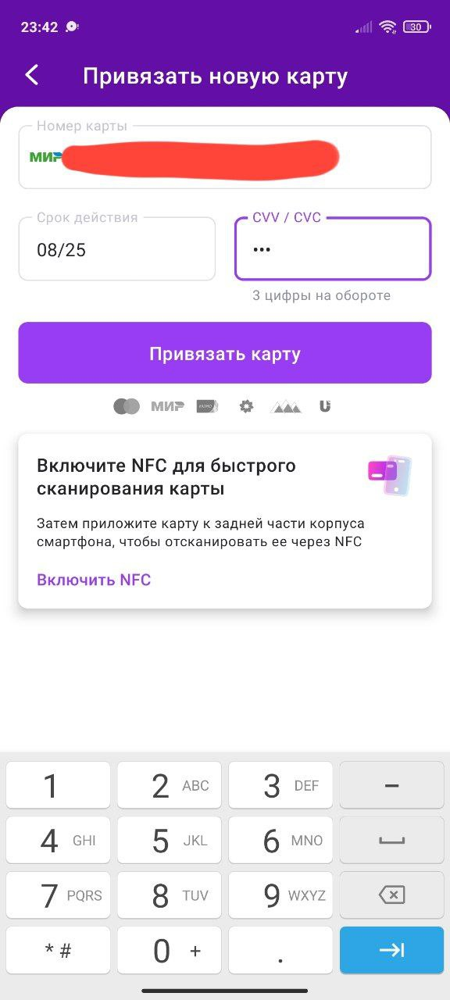 23:42
30
Привязать новую карту
Номер карты
МИР
Срок действия
CVV / CVC
08/25
•••
3 цифры на обороте
Привязать карту
МИР
HUMO
Включите NFC для быстрого
сканирования карты
Затем приложите карту к задней части корпуса
смартфона, чтобы отсканировать ее через NFC
Включить NFC
1
2 ABC
3 DEF
–
4 GHI
5 JKL
6 MNO
7 PQRS
8 TUV
9 WXYZ
* #
0 +
.